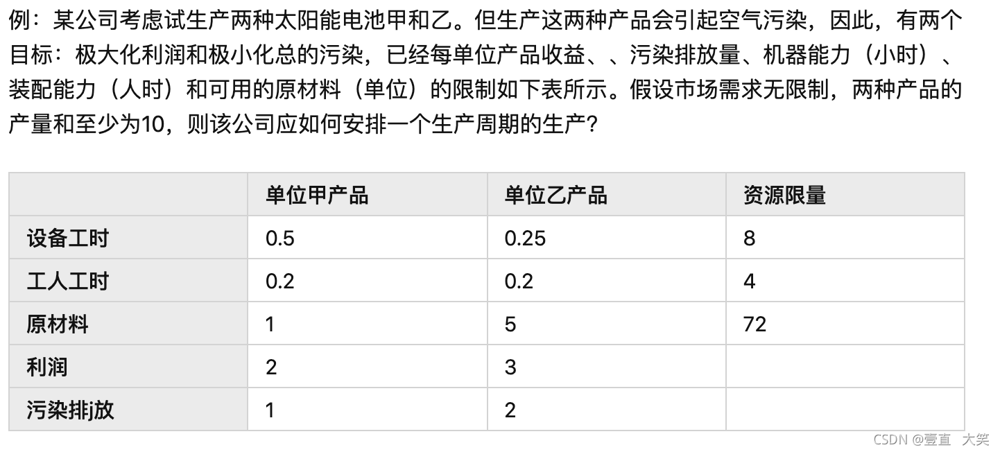 例：某公司考虑试生产两种太阳能电池甲和乙。但生产这两种产品会引起空气污染，因此，有两个
目标：极大化利润和极小化总的污染，已经每单位产品收益、、污染排放量、机器能力（小时）、
装配能力（人时）和可用的原材料（单位）的限制如下表所示。假设市场需求无限制，两种产品的
产量和至少为10，则该公司应如何安排一个生产周期的生产？
单位甲产品 单位乙产品 资源限量
设备工时 0.5 0.25 8
工人工时 0.2 0.2 4
原材料 1 5 72
利润 2 3
污染排j放 1 2
CSDN @壹直 大笑